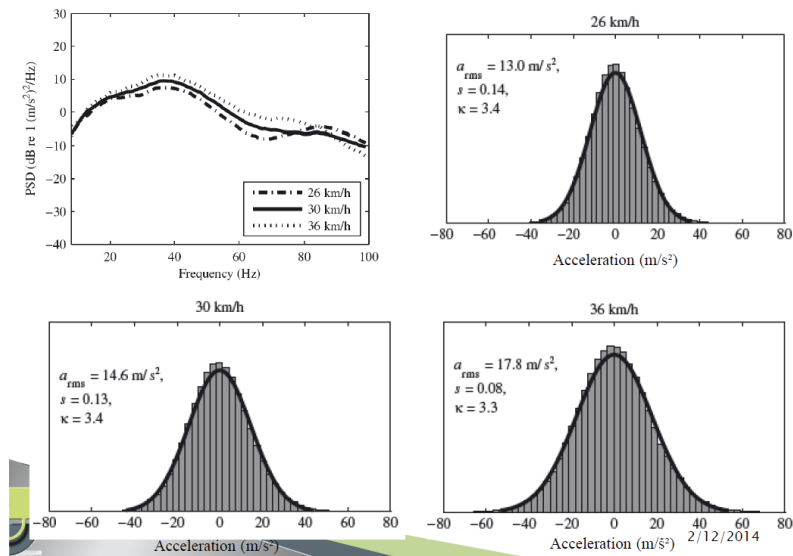 30
20
10
0
−10
−20
−30
−40
PSD (dB re 1 (m/s²)²/Hz)
26 km/h
30 km/h
36 km/h
20 40 60 80 100
Frequency (Hz)
26 km/h
a rms = 13.0 m/s²,
s = 0.14,
κ = 3.4
−80 −60 −40 −20 0 20 40 60 80
Acceleration (m/s²)
30 km/h
a rms = 14.6 m/s²,
s = 0.13,
κ = 3.4
−80 −60 −40 −20 0 20 40 60 80
Acceleration (m/s²)
36 km/h
a rms = 17.8 m/s²,
s = 0.08,
κ = 3.3
−80 −60 −40 −20 0 20 40 60 80
Acceleration (m/s²)
2/12/2014